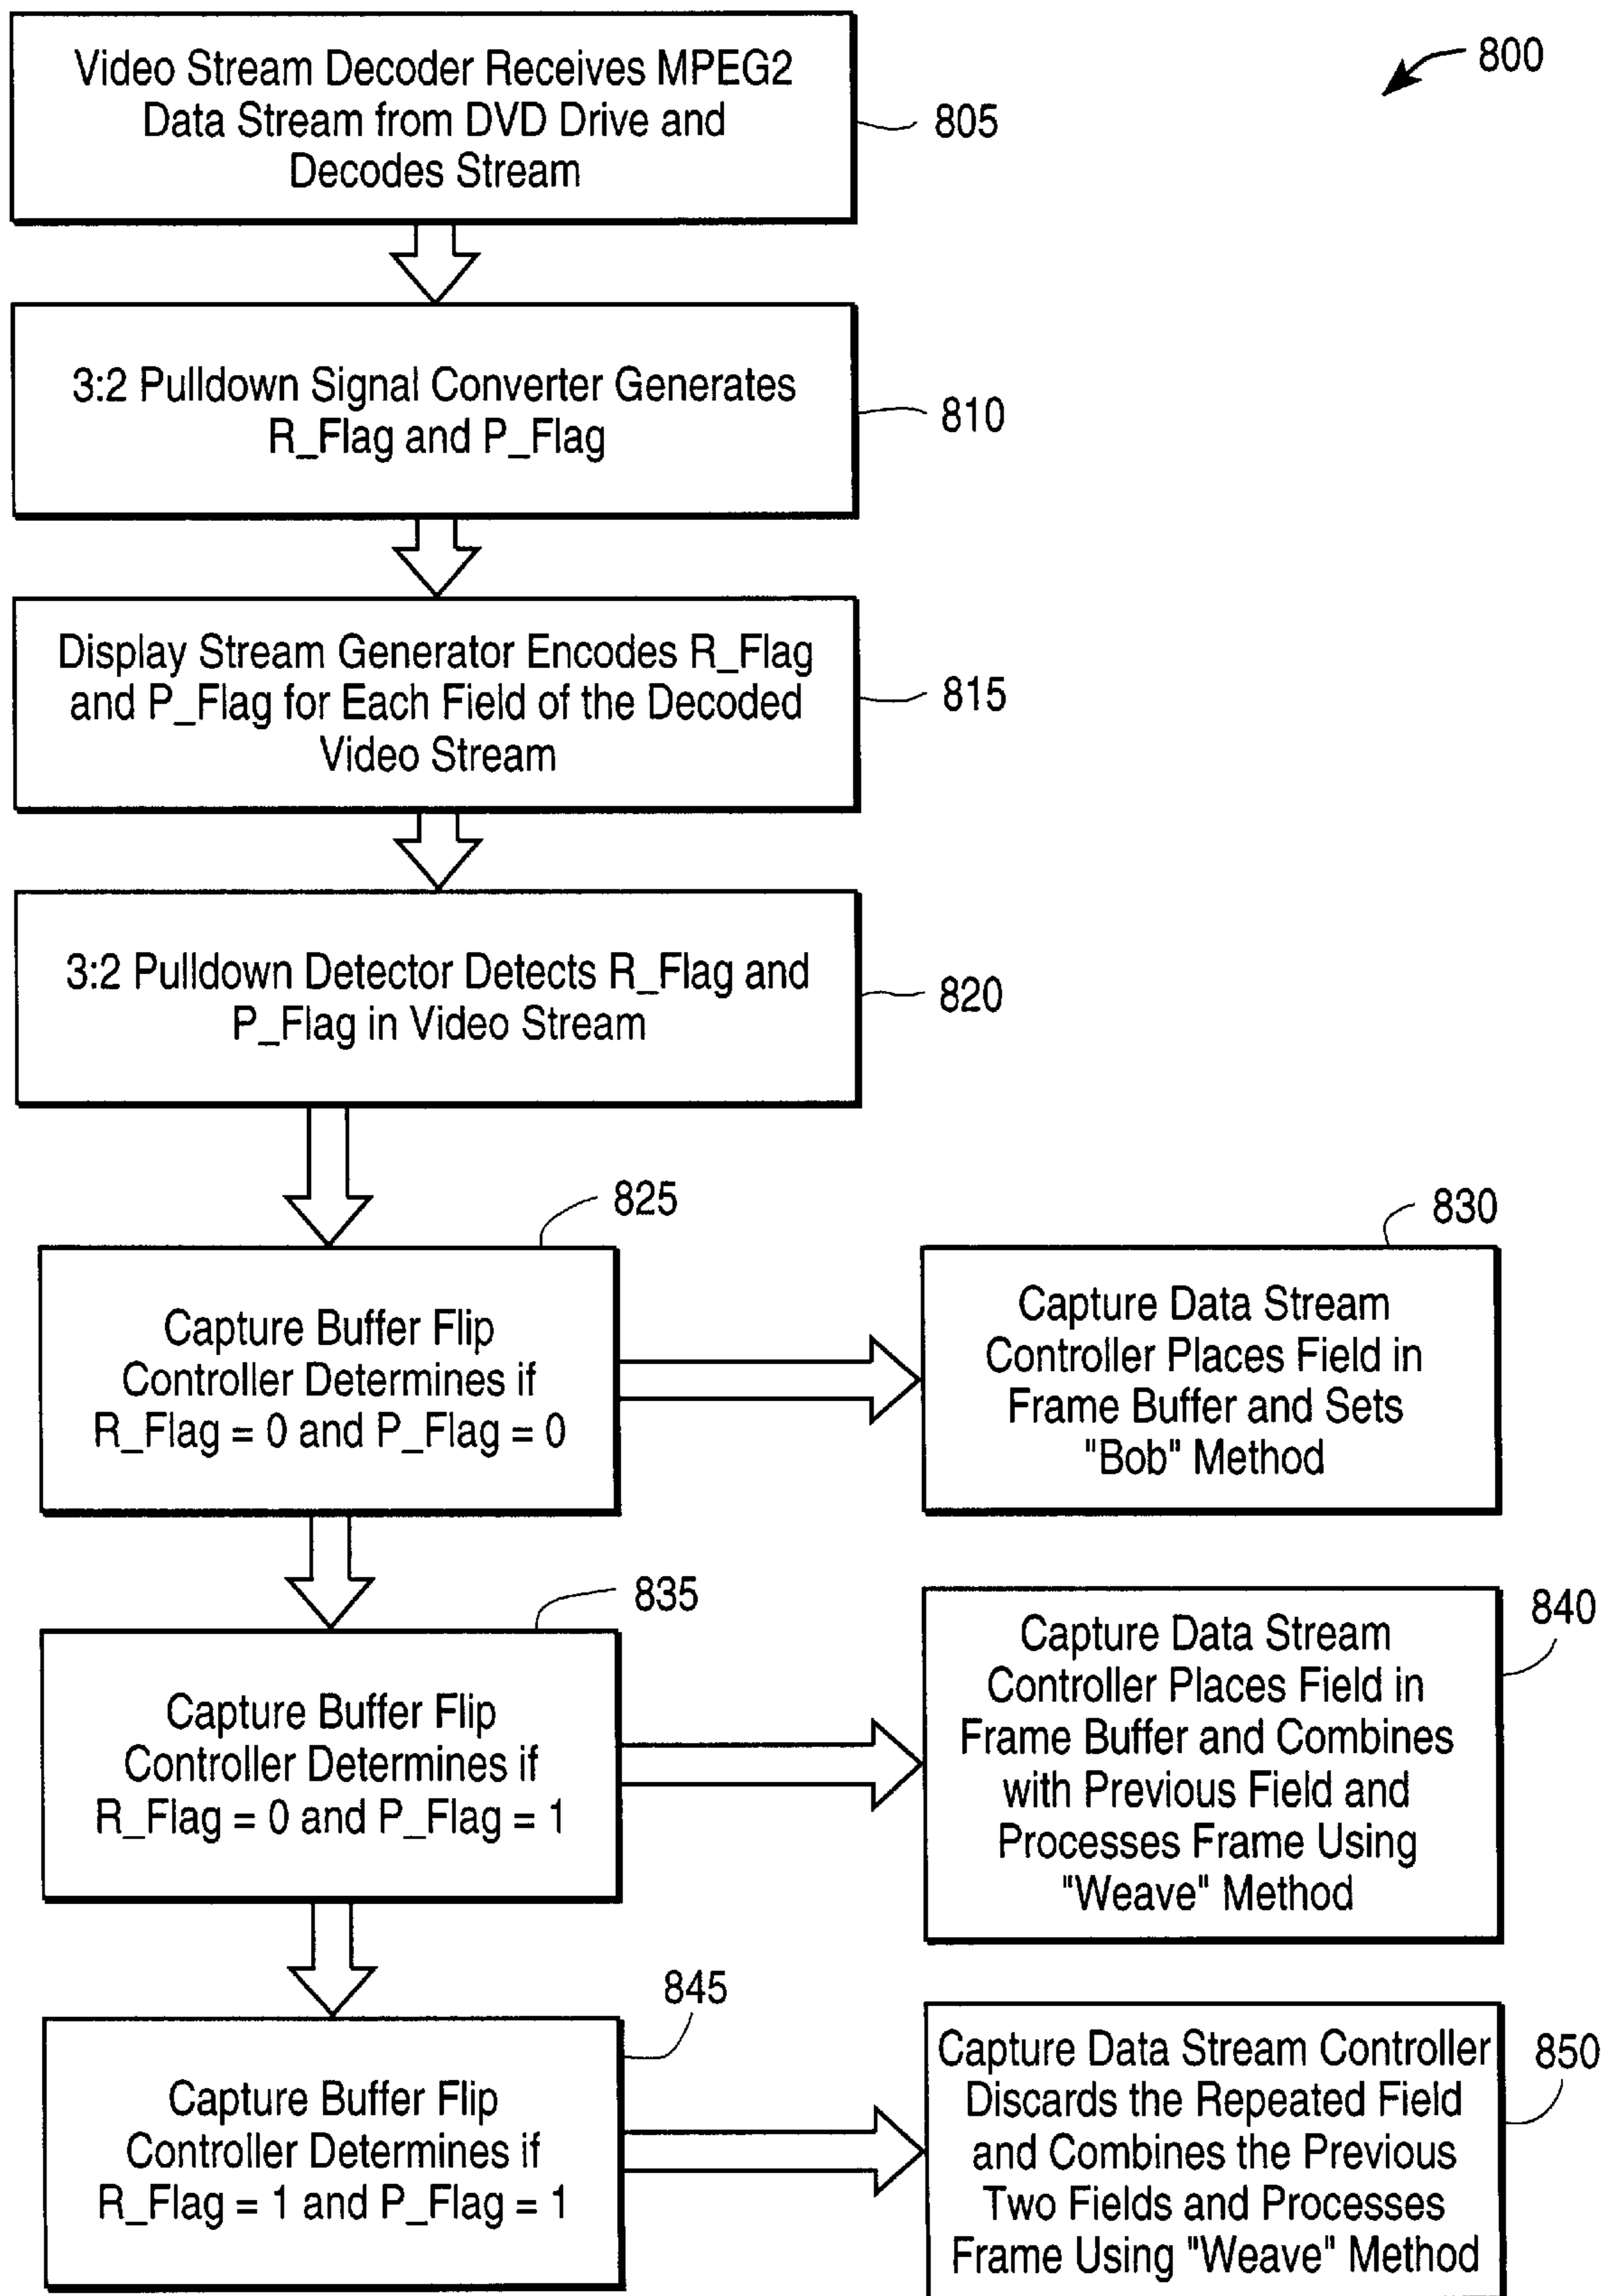 800
Video Stream Decoder Receives MPEG2
Data Stream from DVD Drive and
Decodes Stream
805
3:2 Pulldown Signal Converter Generates
R_Flag and P_Flag
810
Display Stream Generator Encodes R_Flag
and P_Flag for Each Field of the Decoded
Video Stream
815
3:2 Pulldown Detector Detects R_Flag and
P_Flag in Video Stream
820
825
Capture Buffer Flip
Controller Determines if
R_Flag = 0 and P_Flag = 0
830
Capture Data Stream
Controller Places Field in
Frame Buffer and Sets
"Bob" Method
835
Capture Buffer Flip
Controller Determines if
R_Flag = 0 and P_Flag = 1
840
Capture Data Stream
Controller Places Field in
Frame Buffer and Combines
with Previous Field and
Processes Frame Using
"Weave" Method
845
Capture Buffer Flip
Controller Determines if
R_Flag = 1 and P_Flag = 1
850
Capture Data Stream Controller
Discards the Repeated Field
and Combines the Previous
Two Fields and Processes
Frame Using "Weave" Method